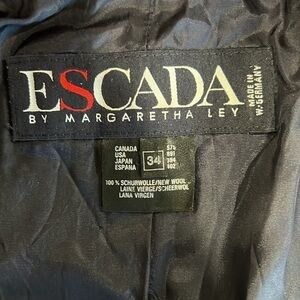 ESCADA
BY MARGARETHA LEY
MADE IN
W. GERMANY
CANADA
USA
JAPAN
ESPANA
34
100 % SCHURWOLLE/NEW WOOL
LAINE VIERGE/SCHEERWOL
LANA VIRGEN